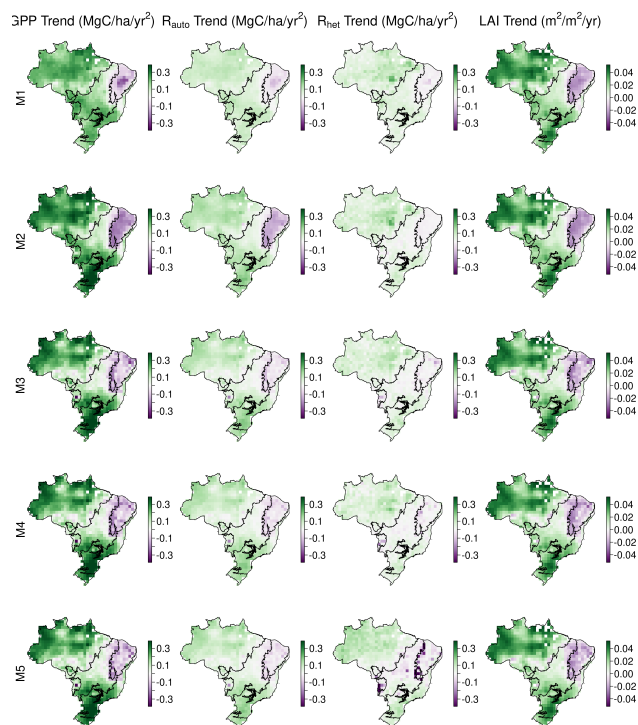 GPP Trend (MgC/ha/yr²) R_auto Trend (MgC/ha/yr²) R_het Trend (MgC/ha/yr²) LAI Trend (m²/m²/yr)
M1
0.3 0.3 0.3 0.04
0.1 0.1 0.1 0.02
-0.1 -0.1 -0.1 0.00
-0.3 -0.3 -0.3 -0.02
-0.04
M2
0.3 0.3 0.3 0.04
0.1 0.1 0.1 0.02
-0.1 -0.1 -0.1 0.00
-0.3 -0.3 -0.3 -0.02
-0.04
M3
0.3 0.3 0.3 0.04
0.1 0.1 0.1 0.02
-0.1 -0.1 -0.1 0.00
-0.3 -0.3 -0.3 -0.02
-0.04
M4
0.3 0.3 0.3 0.04
0.1 0.1 0.1 0.02
-0.1 -0.1 -0.1 0.00
-0.3 -0.3 -0.3 -0.02
-0.04
M5
0.3 0.3 0.3 0.04
0.1 0.1 0.1 0.02
-0.1 -0.1 -0.1 0.00
-0.3 -0.3 -0.3 -0.02
-0.04